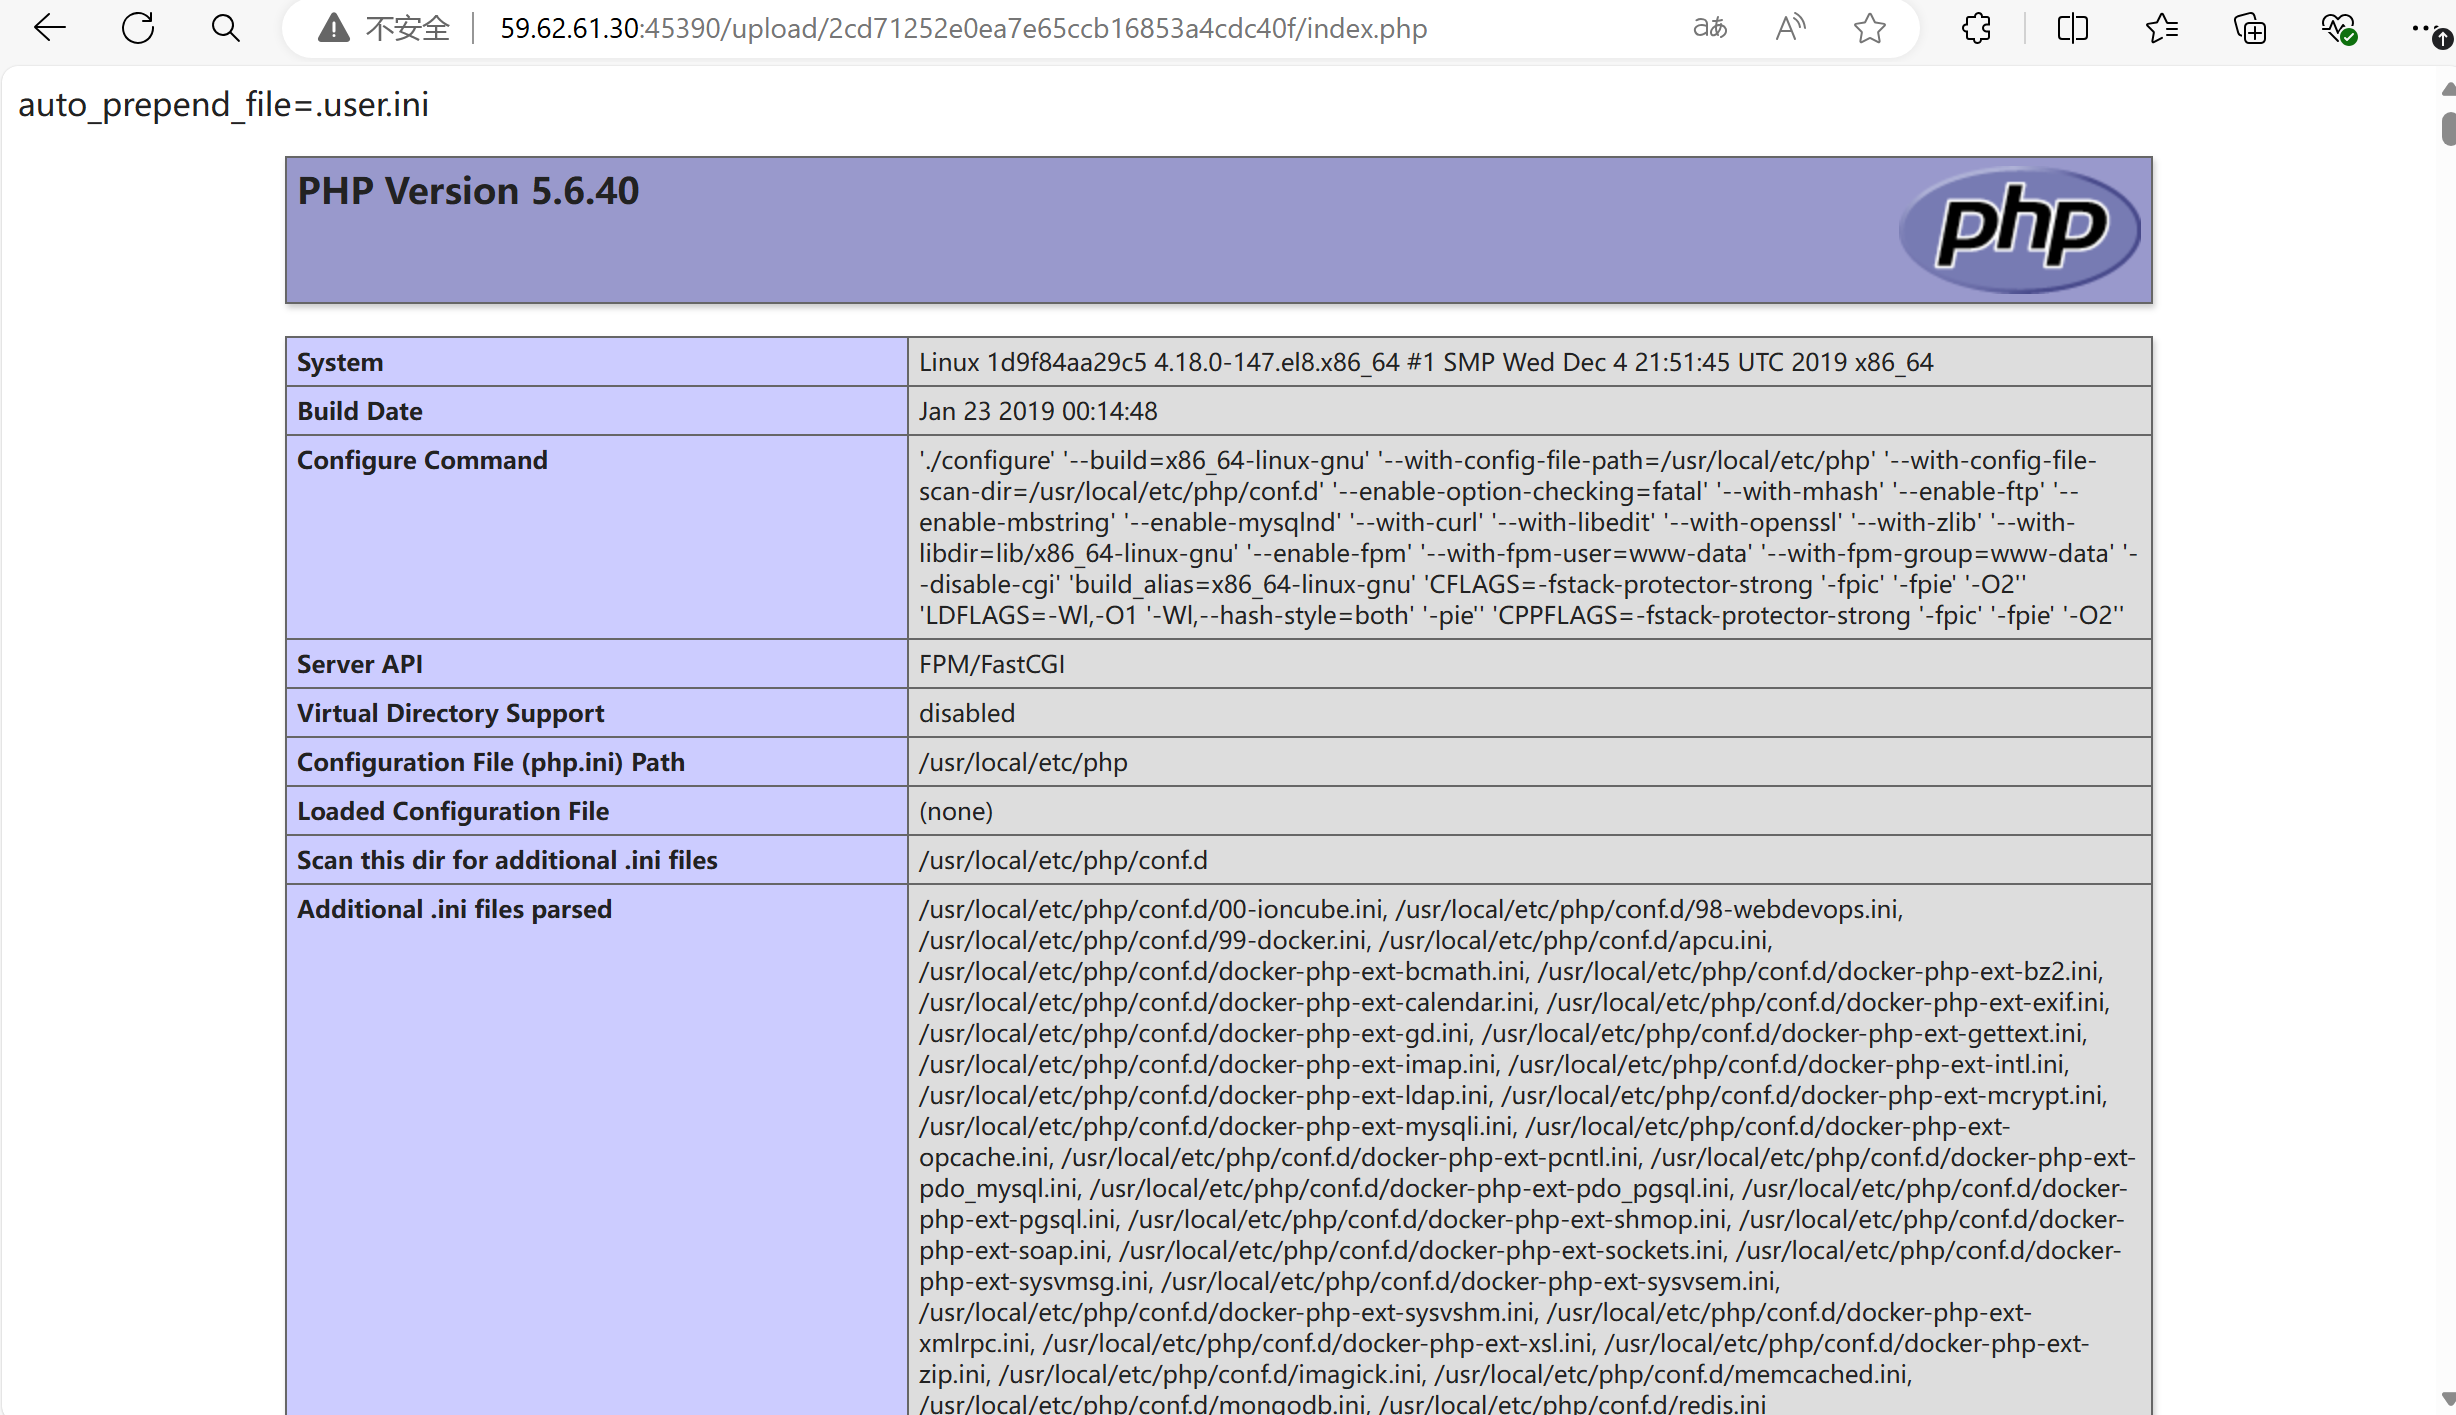 不安全 59.62.61.30:45390/upload/2cd71252e0ea7e65ccb16853a4cdc40f/index.php aあ A
auto_prepend_file=.user.ini
PHP Version 5.6.40
php
System Linux 1d9f84aa29c5 4.18.0-147.el8.x86_64 #1 SMP Wed Dec 4 21:51:45 UTC 2019 x86_64
Build Date Jan 23 2019 00:14:48
Configure Command './configure' '--build=x86_64-linux-gnu' '--with-config-file-path=/usr/local/etc/php' '--with-config-file-
scan-dir=/usr/local/etc/php/conf.d' '--enable-option-checking=fatal' '--with-mhash' '--enable-ftp' '--
enable-mbstring' '--enable-mysqlnd' '--with-curl' '--with-libedit' '--with-openssl' '--with-zlib' '--with-
libdir=lib/x86_64-linux-gnu' '--enable-fpm' '--with-fpm-user=www-data' '--with-fpm-group=www-data' '-
-disable-cgi' 'build_alias=x86_64-linux-gnu' 'CFLAGS=-fstack-protector-strong '-fpic' '-fpie' '-O2''
'LDFLAGS=-Wl,-O1 '-Wl,--hash-style=both' '-pie'' 'CPPFLAGS=-fstack-protector-strong '-fpic' '-fpie' '-O2''
Server API FPM/FastCGI
Virtual Directory Support disabled
Configuration File (php.ini) Path /usr/local/etc/php
Loaded Configuration File (none)
Scan this dir for additional .ini files /usr/local/etc/php/conf.d
Additional .ini files parsed /usr/local/etc/php/conf.d/00-ioncube.ini, /usr/local/etc/php/conf.d/98-webdevops.ini,
/usr/local/etc/php/conf.d/99-docker.ini, /usr/local/etc/php/conf.d/apcu.ini,
/usr/local/etc/php/conf.d/docker-php-ext-bcmath.ini, /usr/local/etc/php/conf.d/docker-php-ext-bz2.ini,
/usr/local/etc/php/conf.d/docker-php-ext-calendar.ini, /usr/local/etc/php/conf.d/docker-php-ext-exif.ini,
/usr/local/etc/php/conf.d/docker-php-ext-gd.ini, /usr/local/etc/php/conf.d/docker-php-ext-gettext.ini,
/usr/local/etc/php/conf.d/docker-php-ext-imap.ini, /usr/local/etc/php/conf.d/docker-php-ext-intl.ini,
/usr/local/etc/php/conf.d/docker-php-ext-ldap.ini, /usr/local/etc/php/conf.d/docker-php-ext-mcrypt.ini,
/usr/local/etc/php/conf.d/docker-php-ext-mysqli.ini, /usr/local/etc/php/conf.d/docker-php-ext-
opcache.ini, /usr/local/etc/php/conf.d/docker-php-ext-pcntl.ini, /usr/local/etc/php/conf.d/docker-php-ext-
pdo_mysql.ini, /usr/local/etc/php/conf.d/docker-php-ext-pdo_pgsql.ini, /usr/local/etc/php/conf.d/docker-
php-ext-pgsql.ini, /usr/local/etc/php/conf.d/docker-php-ext-shmop.ini, /usr/local/etc/php/conf.d/docker-
php-ext-soap.ini, /usr/local/etc/php/conf.d/docker-php-ext-sockets.ini, /usr/local/etc/php/conf.d/docker-
php-ext-sysvmsg.ini, /usr/local/etc/php/conf.d/docker-php-ext-sysvsem.ini,
/usr/local/etc/php/conf.d/docker-php-ext-sysvshm.ini, /usr/local/etc/php/conf.d/docker-php-ext-
xmlrpc.ini, /usr/local/etc/php/conf.d/docker-php-ext-xsl.ini, /usr/local/etc/php/conf.d/docker-php-ext-
zip.ini, /usr/local/etc/php/conf.d/imagick.ini, /usr/local/etc/php/conf.d/memcached.ini,
/usr/local/etc/php/conf.d/mongodb.ini, /usr/local/etc/php/conf.d/redis.ini